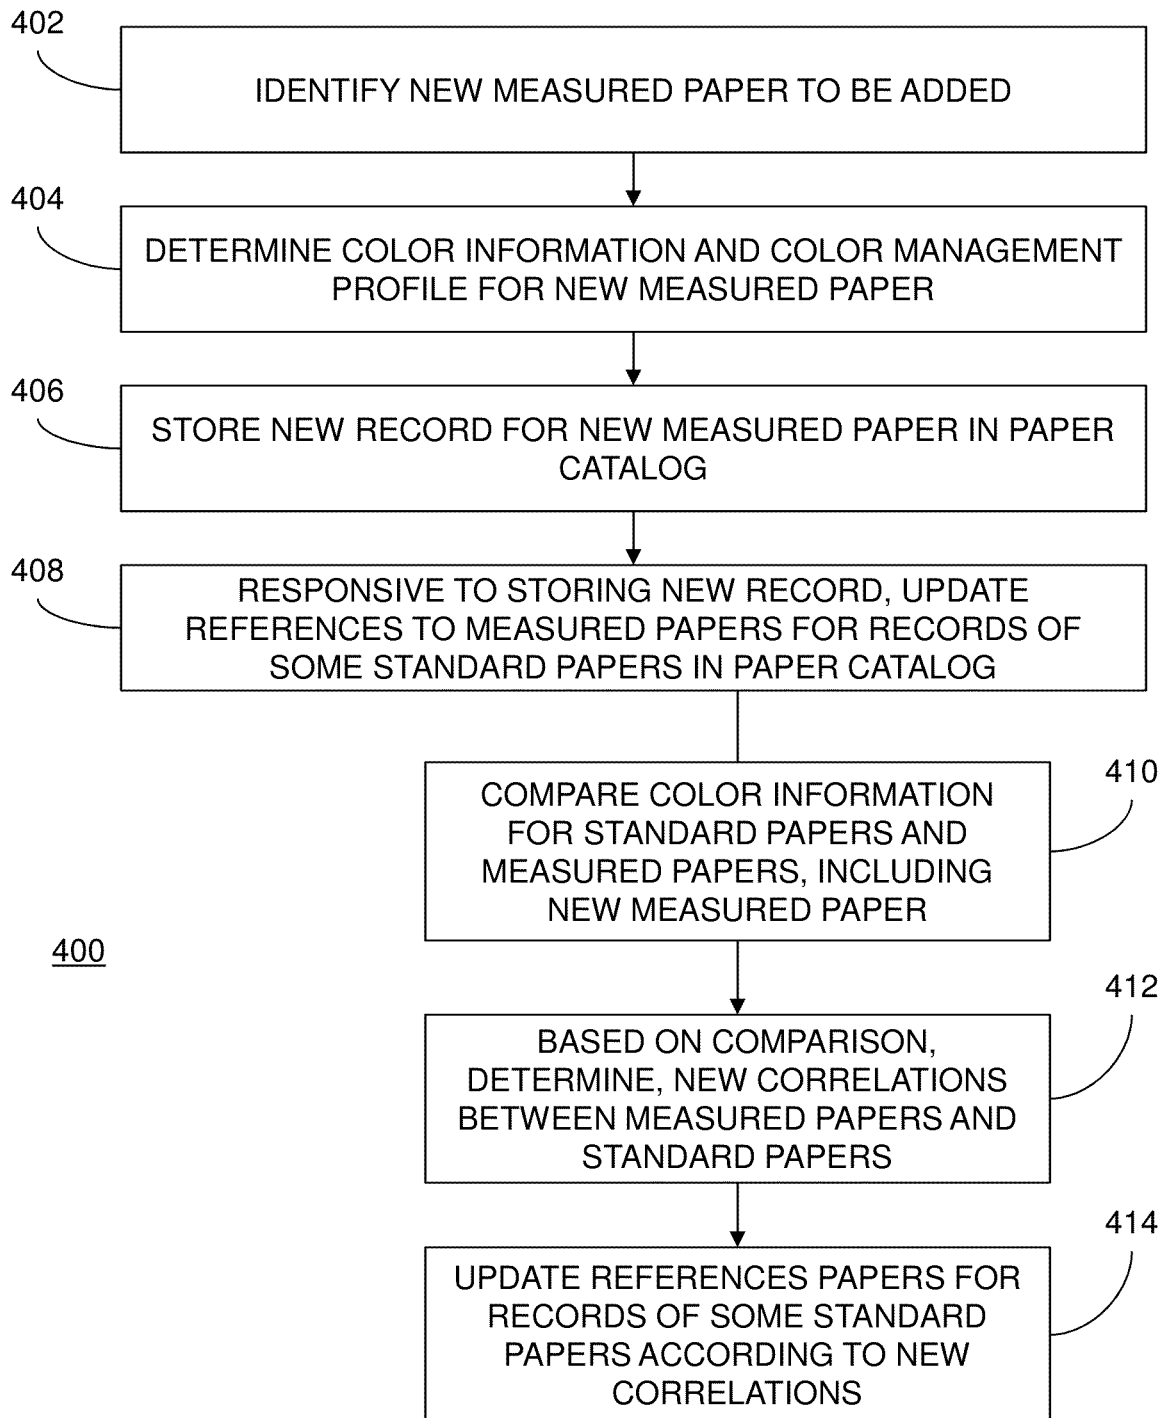 402
IDENTIFY NEW MEASURED PAPER TO BE ADDED
404
DETERMINE COLOR INFORMATION AND COLOR MANAGEMENT
PROFILE FOR NEW MEASURED PAPER
406
STORE NEW RECORD FOR NEW MEASURED PAPER IN PAPER
CATALOG
408
RESPONSIVE TO STORING NEW RECORD, UPDATE
REFERENCES TO MEASURED PAPERS FOR RECORDS OF
SOME STANDARD PAPERS IN PAPER CATALOG
410
COMPARE COLOR INFORMATION
FOR STANDARD PAPERS AND
MEASURED PAPERS, INCLUDING
NEW MEASURED PAPER
400
412
BASED ON COMPARISON,
DETERMINE, NEW CORRELATIONS
BETWEEN MEASURED PAPERS AND
STANDARD PAPERS
414
UPDATE REFERENCES PAPERS FOR
RECORDS OF SOME STANDARD
PAPERS ACCORDING TO NEW
CORRELATIONS